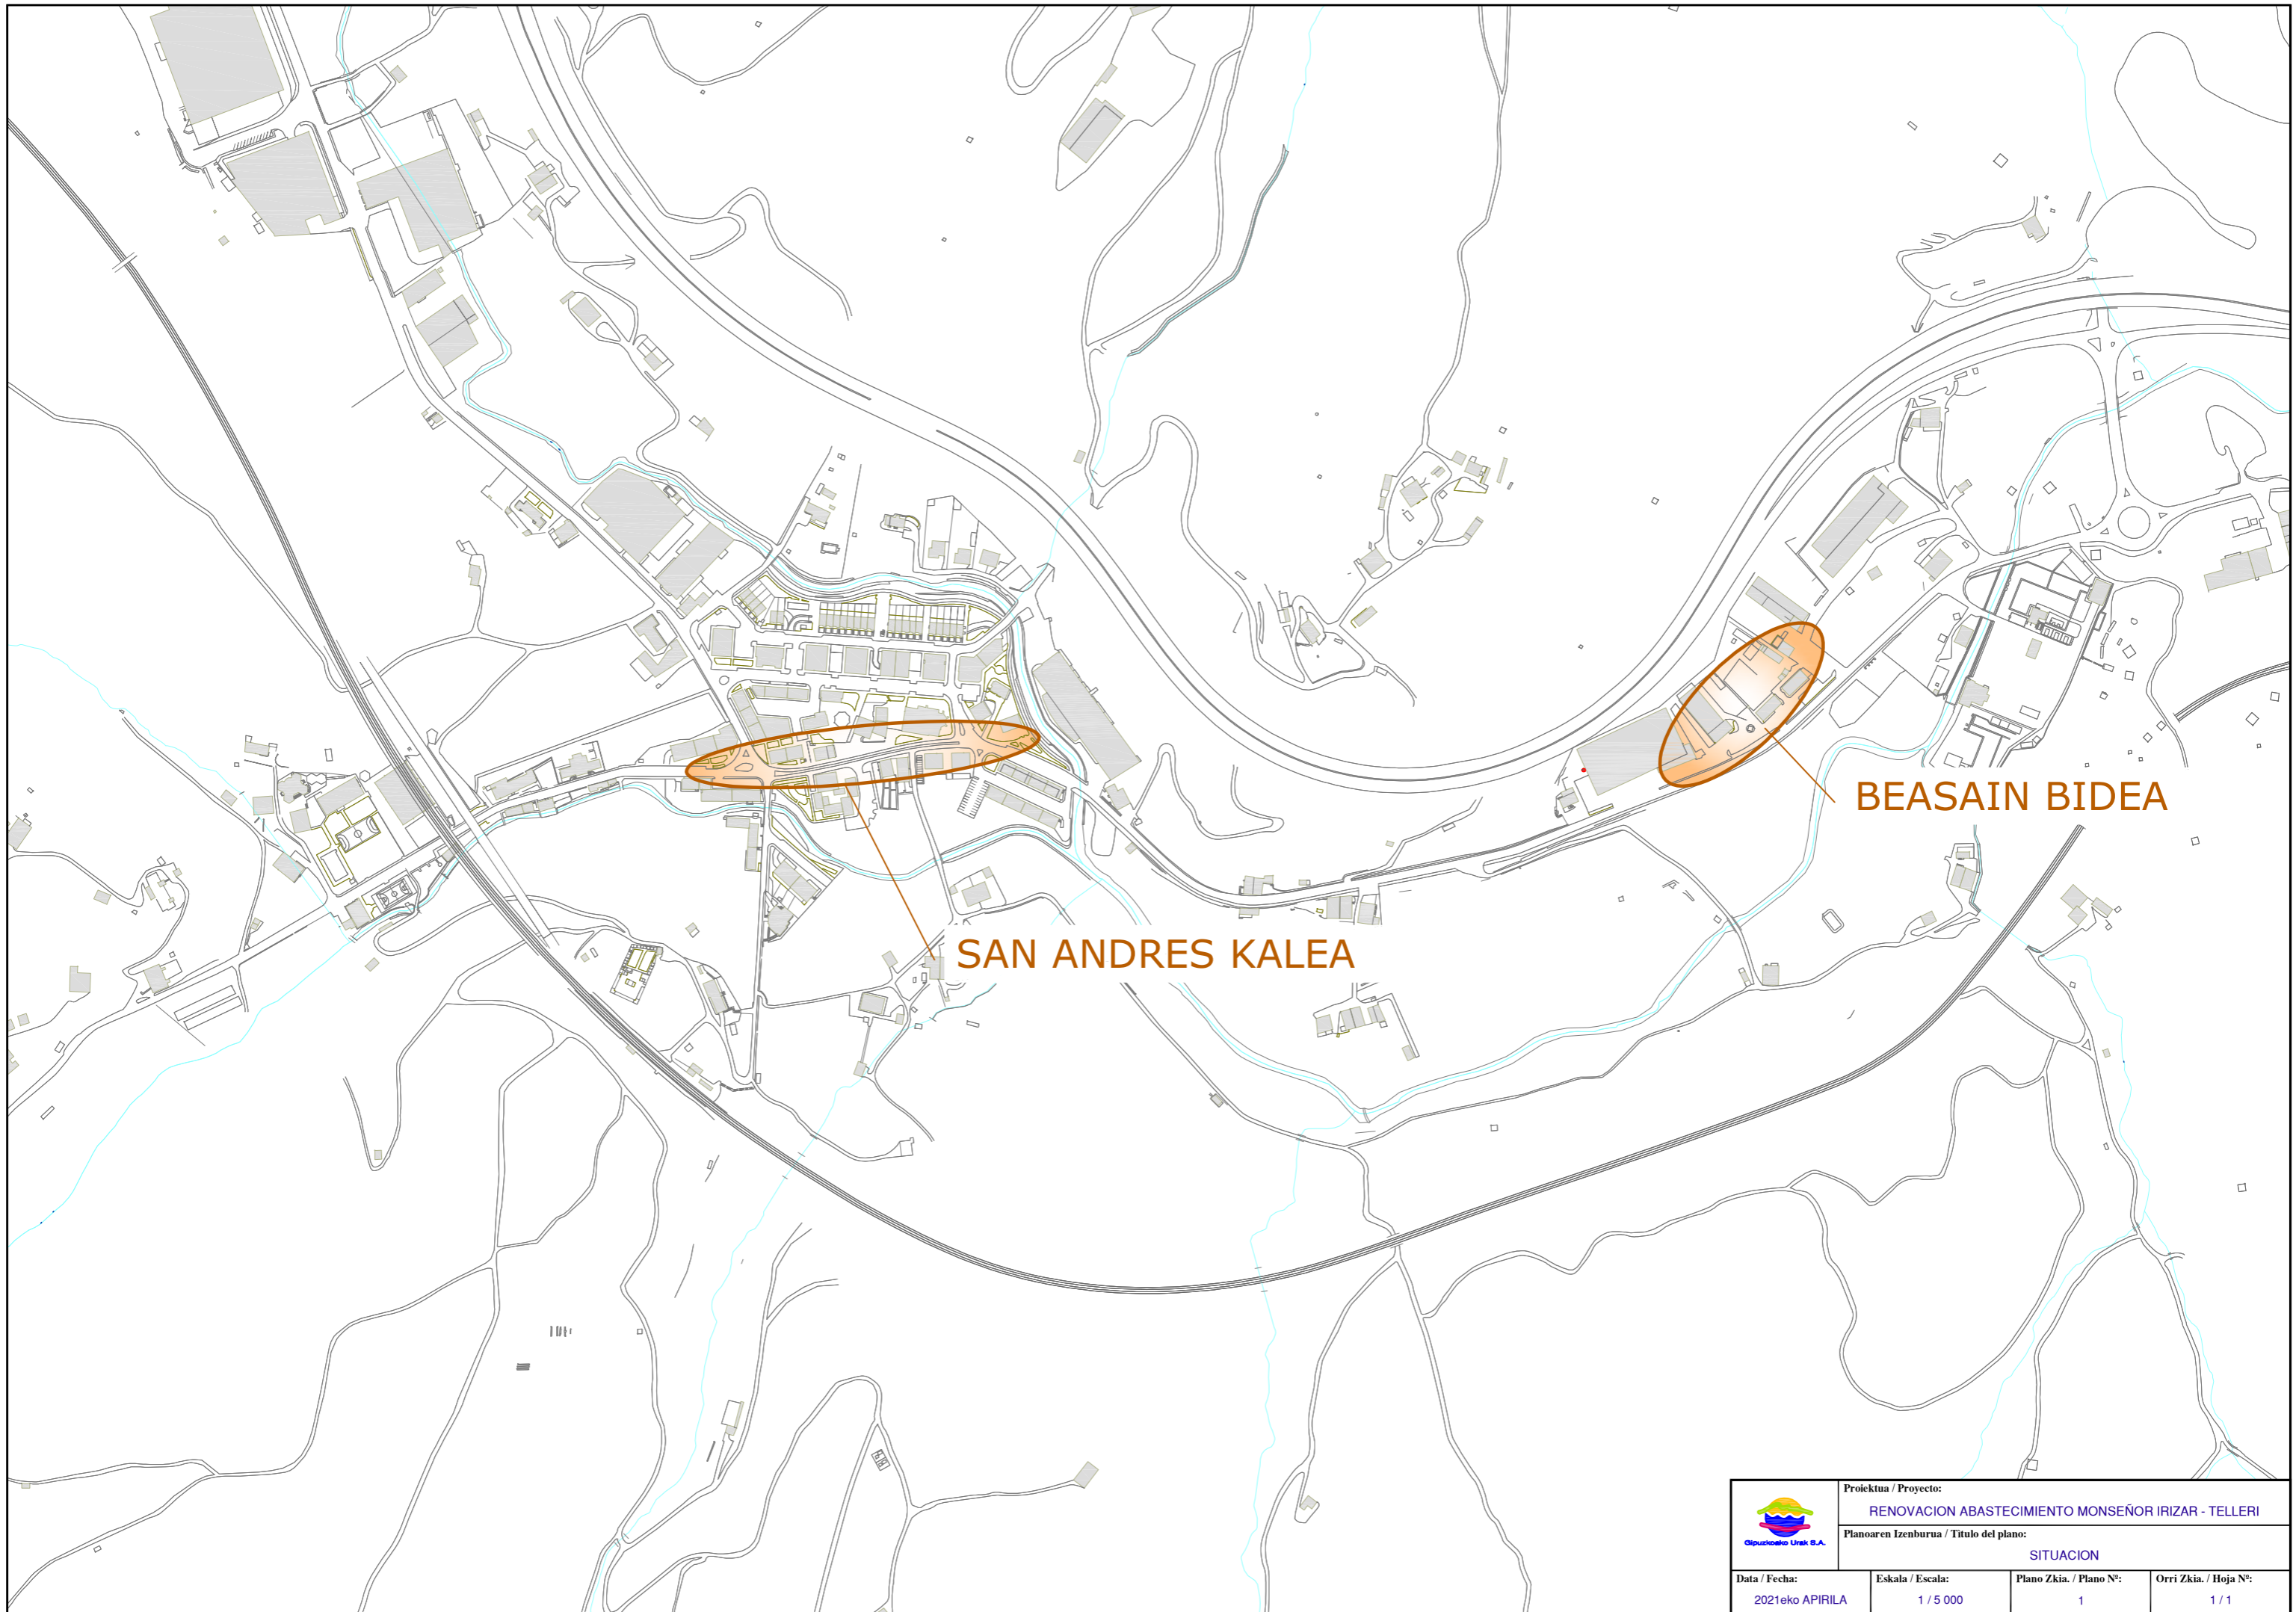 BEASAIN BIDEA
SAN ANDRES KALEA
Gipuzkoako Urak S.A.
Proiektua / Proyecto:
RENOVACION ABASTECIMIENTO MONSEÑOR IRIZAR - TELLERI
Planoaren Izenburua / Titulo del plano:
SITUACION
Data / Fecha:
2021eko APIRILA
Eskala / Escala:
1 / 5 000
Plano Zkia. / Plano Nº:
1
Orri Zkia. / Hoja Nº:
1 / 1